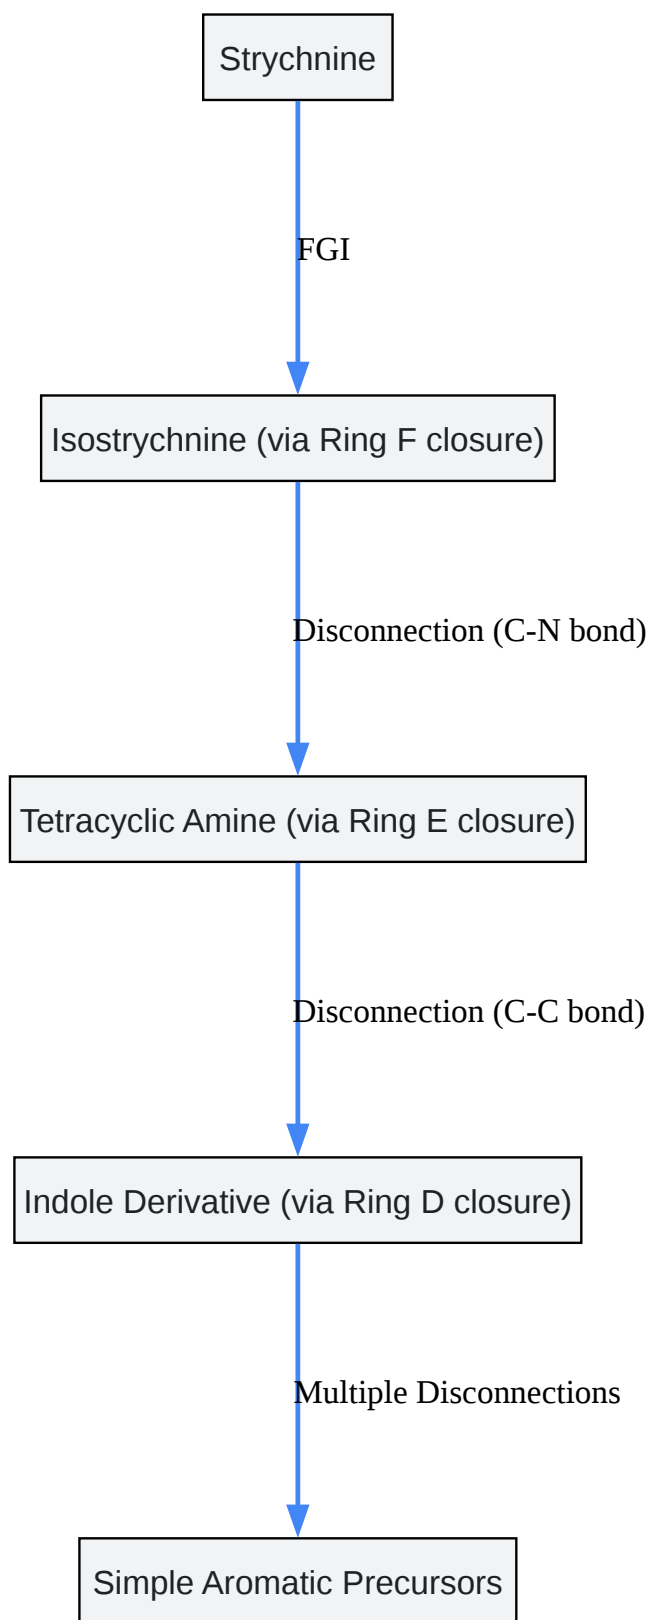 Strychnine
FGI
Isostrychnine (via Ring F closure)
Disconnection (C-N bond)
Tetracyclic Amine (via Ring E closure)
Disconnection (C-C bond)
Indole Derivative (via Ring D closure)
Multiple Disconnections
Simple Aromatic Precursors